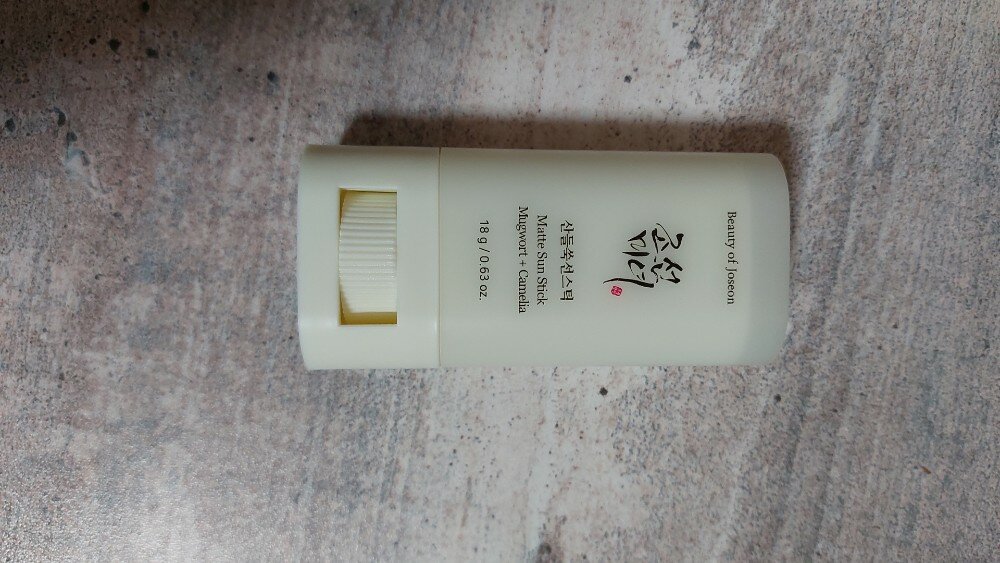 Beauty of Joseon
조선
미녀
산들쑥선스틱
Matte Sun Stick
Mugwort + Camelia
18 g / 0.63 oz.